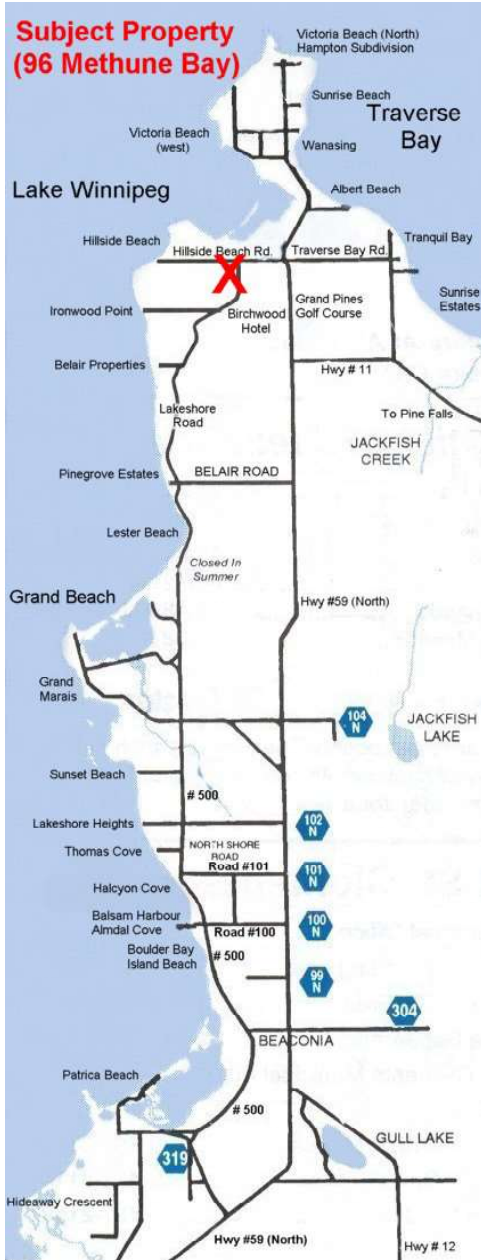 Subject Property
(96 Methune Bay)
Victoria Beach (North)
Hampton Subdivision
Sunrise Beach
Traverse
Bay
Victoria Beach
(west)
Wanasing
Lake Winnipeg
Albert Beach
Hillside Beach
Hillside Beach Rd.
Traverse Bay Rd.
Tranquil Bay
X
Sunrise
Estates
Ironwood Point
Birchwood
Hotel
Grand Pines
Golf Course
Belair Properties
Hwy # 11
Lakeshore
Road
To Pine Falls
JACKFISH
CREEK
Pinegrove Estates
BELAIR ROAD
Lester Beach
Closed In
Summer
Grand Beach
Hwy #59 (North)
Grand
Marais
104
N
JACKFISH
LAKE
Sunset Beach
# 500
Lakeshore Heights
102
N
Thomas Cove
NORTH SHORE
ROAD
Road #101
101
N
Halcyon Cove
Balsam Harbour
Almdal Cove
Road #100
100
N
Boulder Bay
Island Beach
# 500
99
N
304
BEACONIA
Patrica Beach
# 500
GULL LAKE
319
Hideaway Crescent
Hwy #59 (North)
Hwy # 12